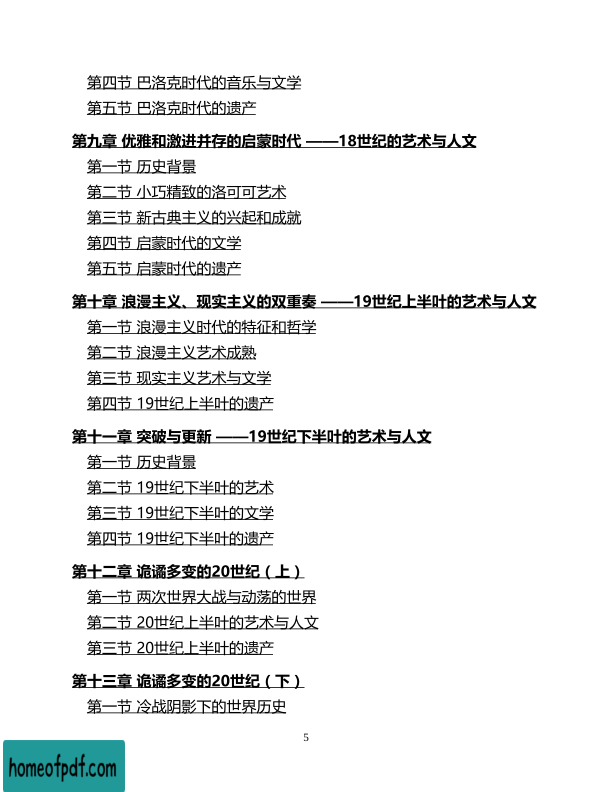 第四节 巴洛克时代的音乐与文学
第五节 巴洛克时代的遗产
第九章 优雅和激进并存的启蒙时代 ——18世纪的艺术与人文
第一节 历史背景
第二节 小巧精致的洛可可艺术
第三节 新古典主义的兴起和成就
第四节 启蒙时代的文学
第五节 启蒙时代的遗产
第十章 浪漫主义、现实主义的双重奏 ——19世纪上半叶的艺术与人文
第一节 浪漫主义时代的特征和哲学
第二节 浪漫主义艺术成熟
第三节 现实主义艺术与文学
第四节 19世纪上半叶的遗产
第十一章 突破与更新 ——19世纪下半叶的艺术与人文
第一节 历史背景
第二节 19世纪下半叶的艺术
第三节 19世纪下半叶的文学
第四节 19世纪下半叶的遗产
第十二章 诡谲多变的20世纪（上）
第一节 两次世界大战与动荡的世界
第二节 20世纪上半叶的艺术与人文
第三节 20世纪上半叶的遗产
第十三章 诡谲多变的20世纪（下）
第一节 冷战阴影下的世界历史
5
homeofpdf.com